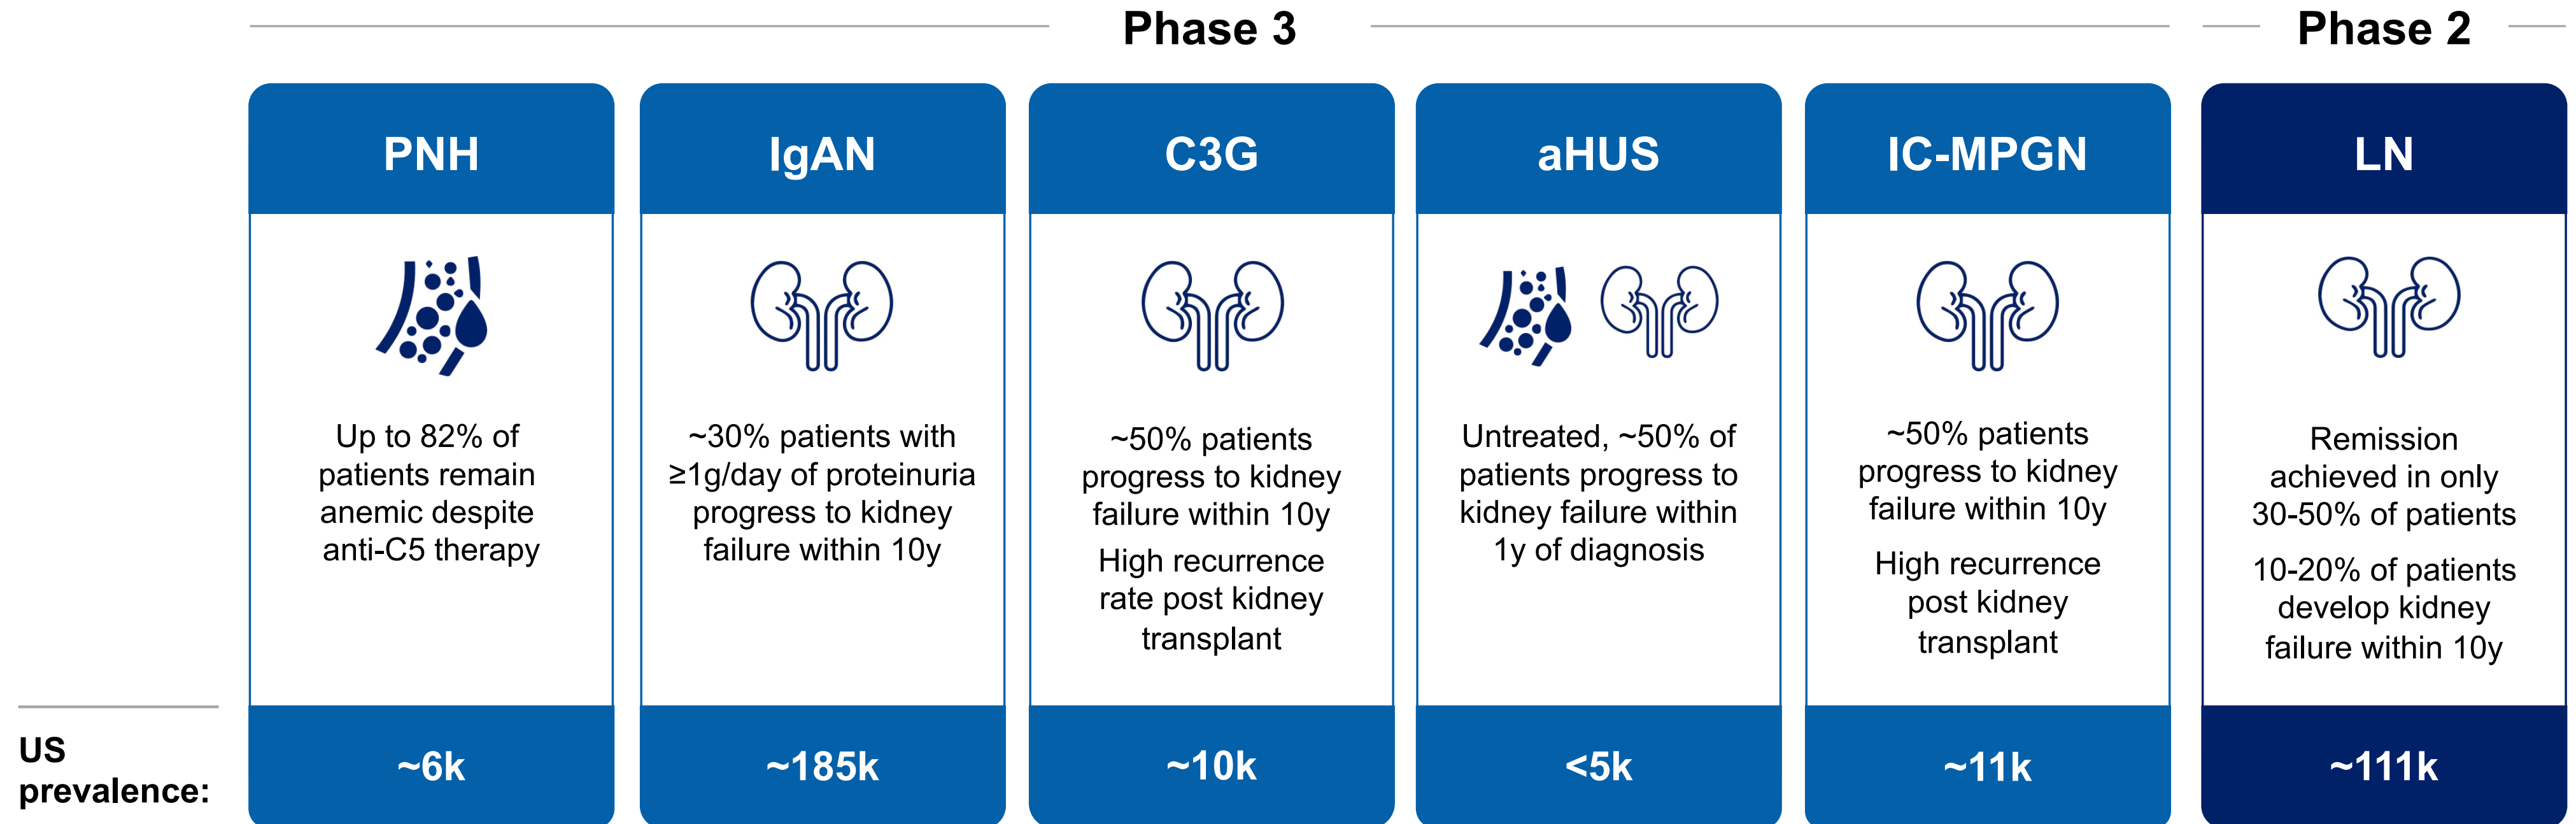 Phase 3
Phase 2
PNH
IgAN
C3G
aHUS
IC-MPGN
LN
Up to 82% of
patients remain
anemic despite
anti-C5 therapy
~30% patients with
≥1g/day of proteinuria
progress to kidney
failure within 10y
~50% patients
progress to kidney
failure within 10y
High recurrence
rate post kidney
transplant
Untreated, ~50% of
patients progress to
kidney failure within
1y of diagnosis
~50% patients
progress to kidney
failure within 10y
High recurrence
post kidney
transplant
Remission
achieved in only
30-50% of patients
10-20% of patients
develop kidney
failure within 10y
US
prevalence:
~6k
~185k
~10k
<5k
~11k
~111k